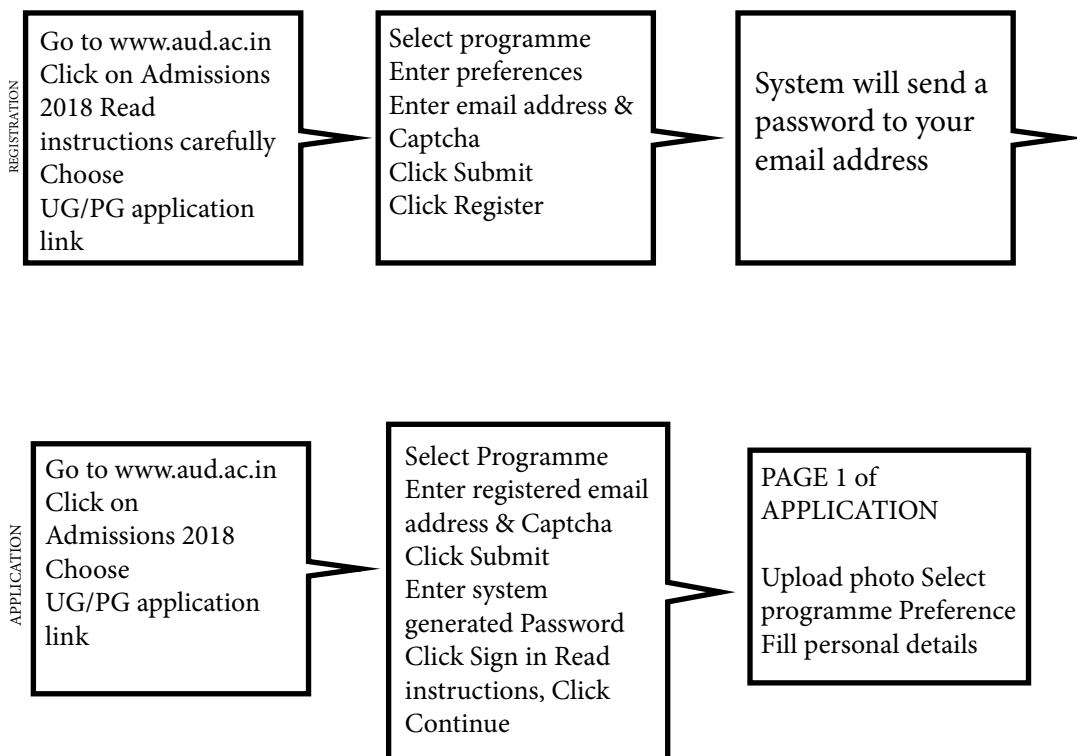 REGISTRATION
Go to www.aud.ac.in
Click on Admissions
2018 Read
instructions carefully
Choose
UG/PG application
link
Select programme
Enter preferences
Enter email address &
Captcha
Click Submit
Click Register
System will send a
password to your
email address
APPLICATION
Go to www.aud.ac.in
Click on
Admissions 2018
Choose
UG/PG application
link
Select Programme
Enter registered email
address & Captcha
Click Submit
Enter system
generated Password
Click Sign in Read
instructions, Click
Continue
PAGE 1 of
APPLICATION
Upload photo Select
programme Preference
Fill personal details